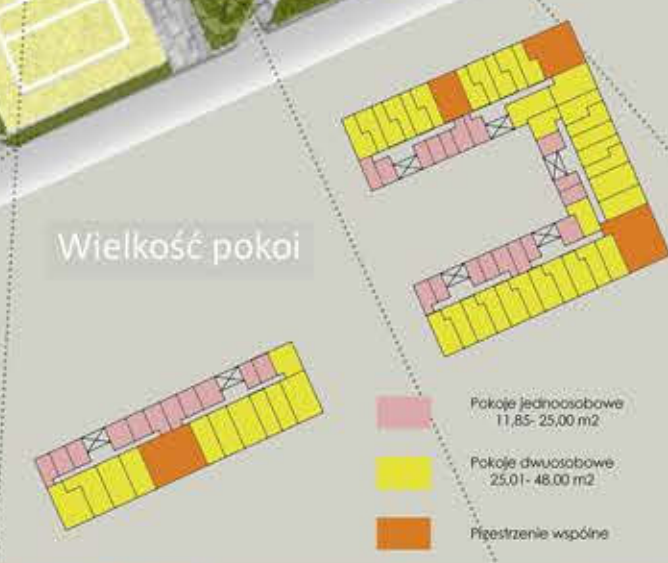 Wielkość pokoi
Pokoje jednoosobowe
11,85- 25,00 m2
Pokoje dwuosobowe
25,01- 48,00 m2
Przestrzenie wspólne